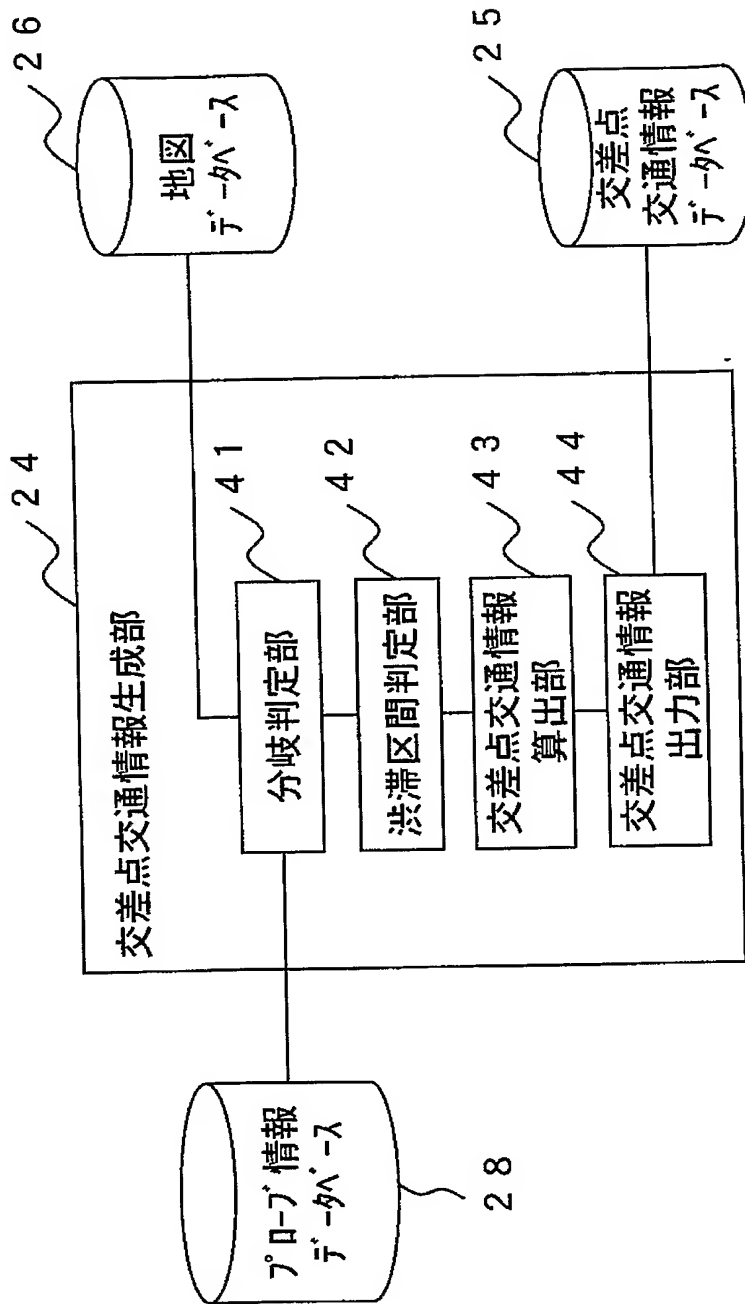 24
交差点交通情報生成部
41
分岐判定部
42
渋滞区間判定部
43
交差点交通情報
算出部
44
交差点交通情報
出力部
26
地図
ﾃﾞｰﾀﾍﾞｰｽ
25
交差点
交通情報
ﾃﾞｰﾀﾍﾞｰｽ
ﾌﾟﾛｰﾌﾞ情報
ﾃﾞｰﾀﾍﾞｰｽ
28